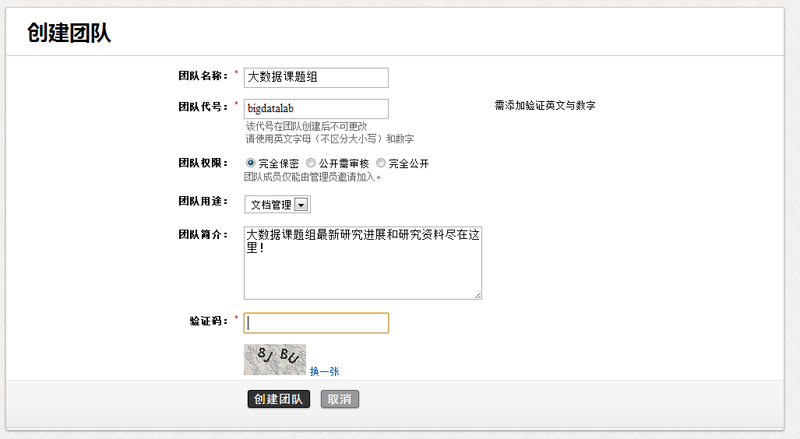 创建团队
团队名称： * 大数据课题组
团队代号： * bigdatalab 需添加验证英文与数字
该代号在团队创建后不可更改
请使用英文字母（不区分大小写）和数字
团队权限： 完全保密 公开需审核 完全公开
团队成员仅能由管理员邀请加入。
团队用途： 文档管理
团队简介： 大数据课题组最新研究进展和研究资料尽在这
里！
验证码： *
8J BU 换一张
创建团队 取消